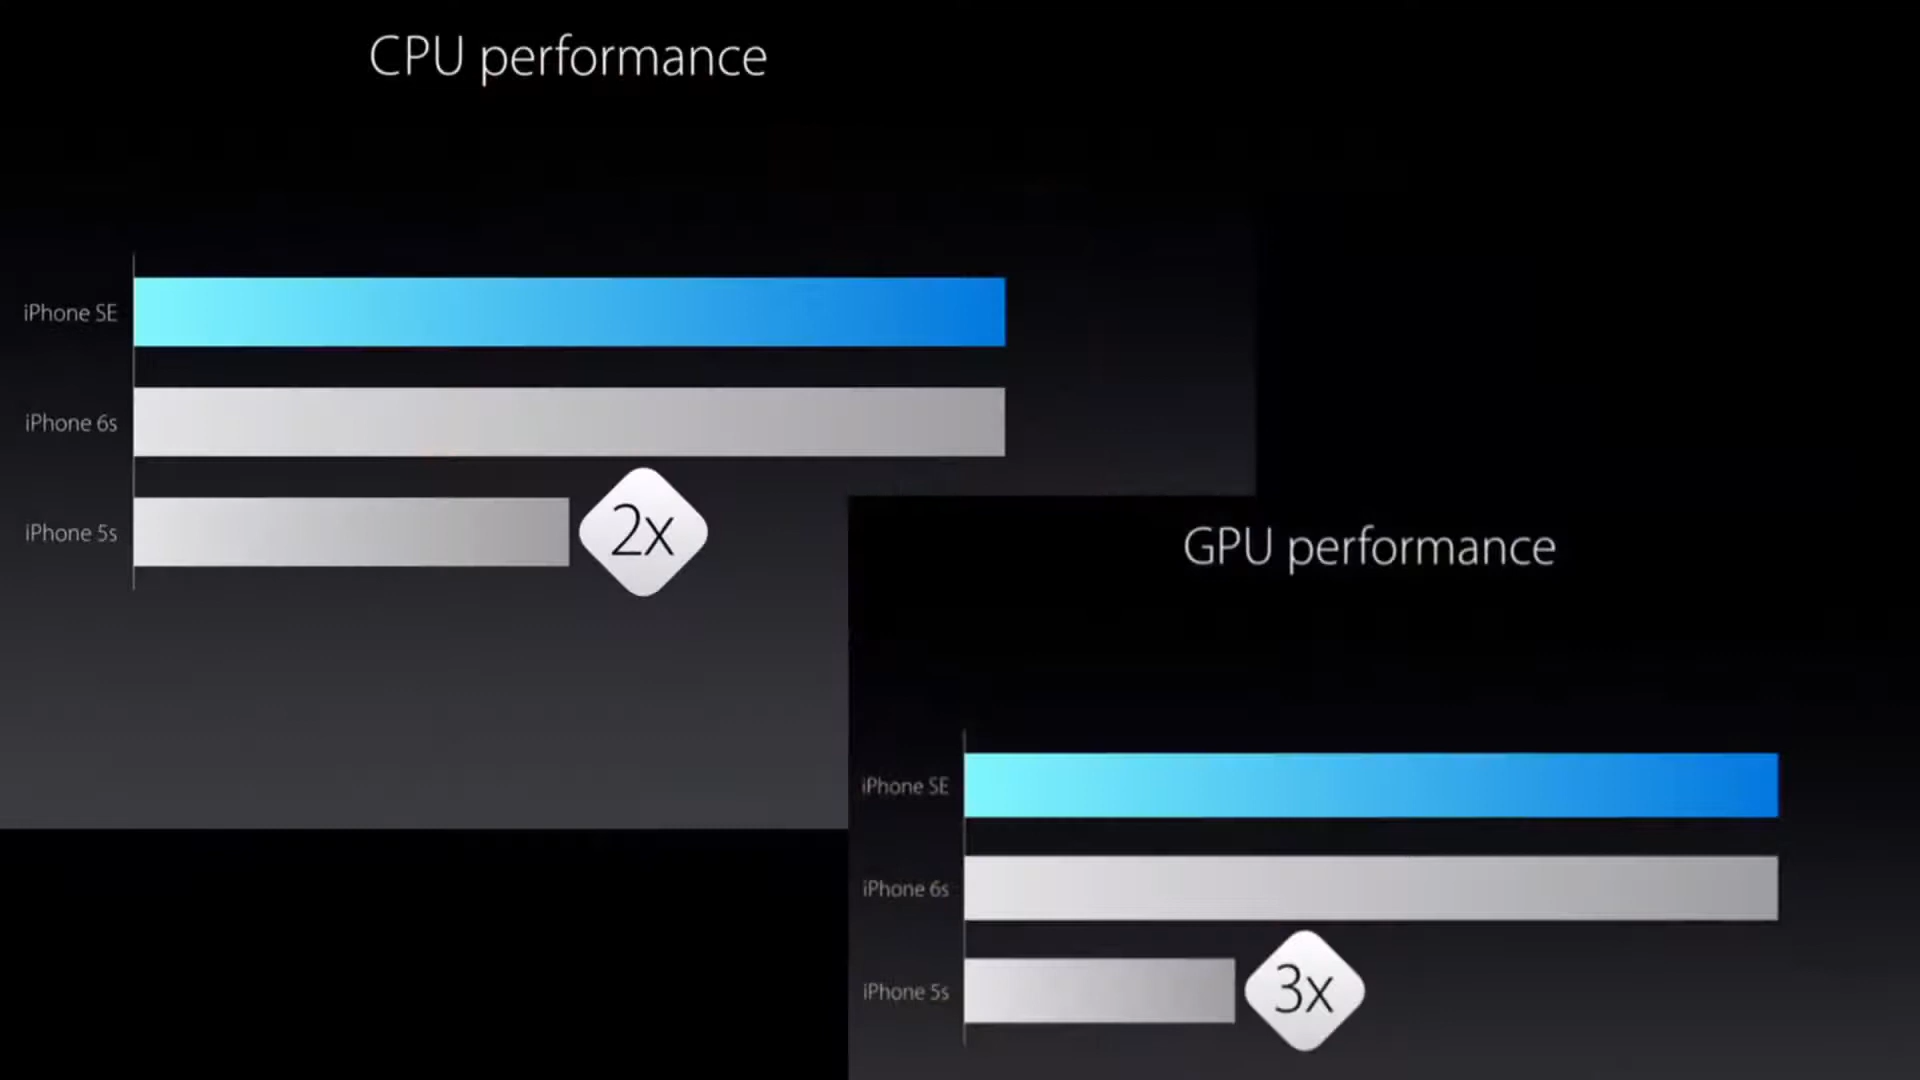 CPU performance
iPhone SE
iPhone 6s
iPhone 5s
2x
GPU performance
iPhone SE
iPhone 6s
iPhone 5s
3x